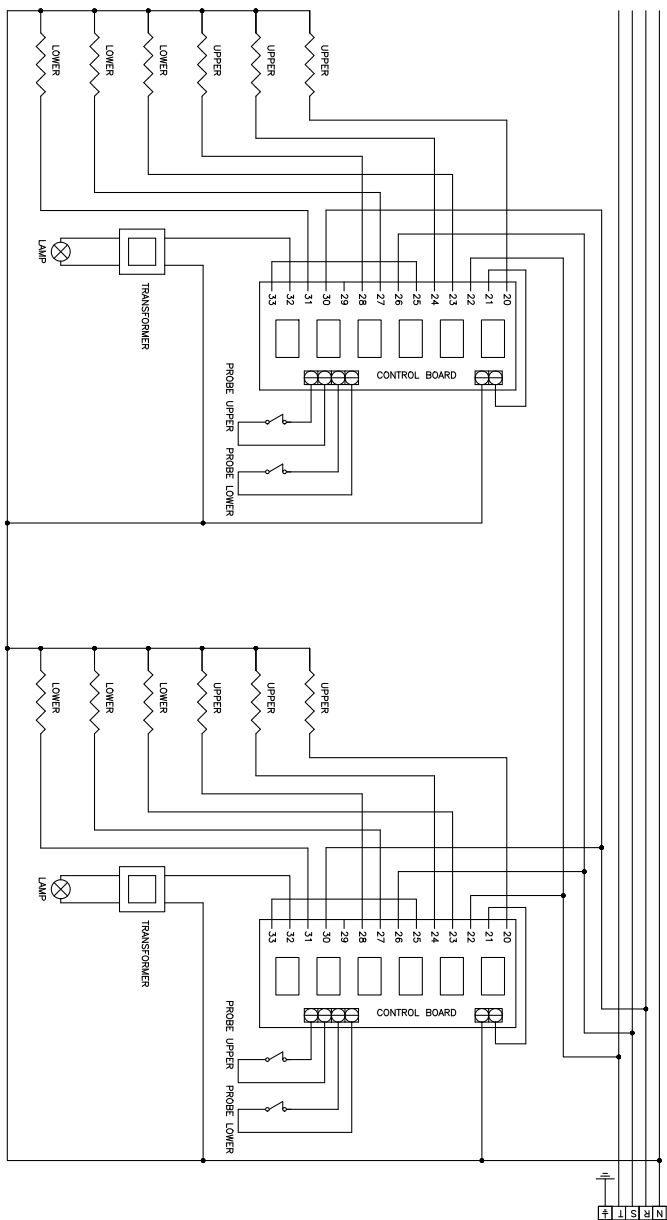 LOWER
LOWER
LOWER
UPPER
UPPER
UPPER
LAMP
TRANSFORMER
33
32
31
30
29
28
27
26
25
24
23
22
21
20
CONTROL BOARD
PROBE UPPER
PROBE LOWER
LOWER
LOWER
LOWER
UPPER
UPPER
UPPER
LAMP
TRANSFORMER
33
32
31
30
29
28
27
26
25
24
23
22
21
20
CONTROL BOARD
PROBE UPPER
PROBE LOWER
T S R N